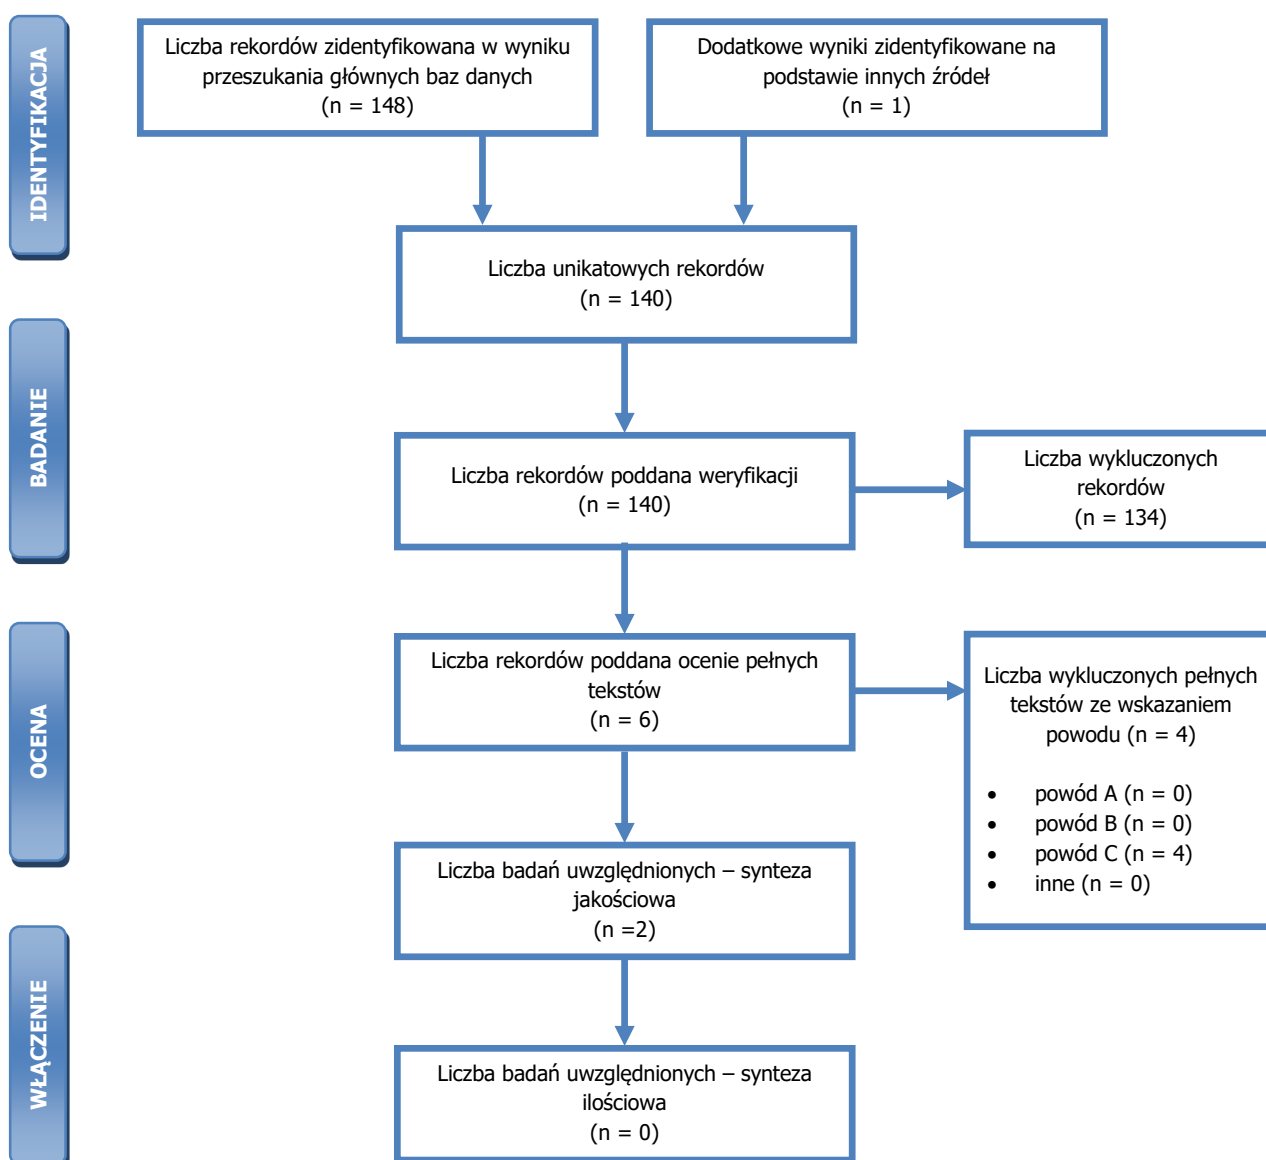 IDENTYFIKACJA
Liczba rekordów zidentyfikowana w wyniku
przeszukania głównych baz danych
(n = 148)
Dodatkowe wyniki zidentyfikowane na
podstawie innych źródeł
(n = 1)
Liczba unikatowych rekordów
(n = 140)
BADANIE
Liczba rekordów poddana weryfikacji
(n = 140)
Liczba wykluczonych
rekordów
(n = 134)
OCENA
Liczba rekordów poddana ocenie pełnych
tekstów
(n = 6)
Liczba wykluczonych pełnych
tekstów ze wskazaniem
powodu (n = 4)
• powód A (n = 0)
• powód B (n = 0)
• powód C (n = 4)
• inne (n = 0)
Liczba badań uwzględnionych – synteza
jakościowa
(n =2)
WŁĄCZENIE
Liczba badań uwzględnionych – synteza
ilościowa
(n = 0)